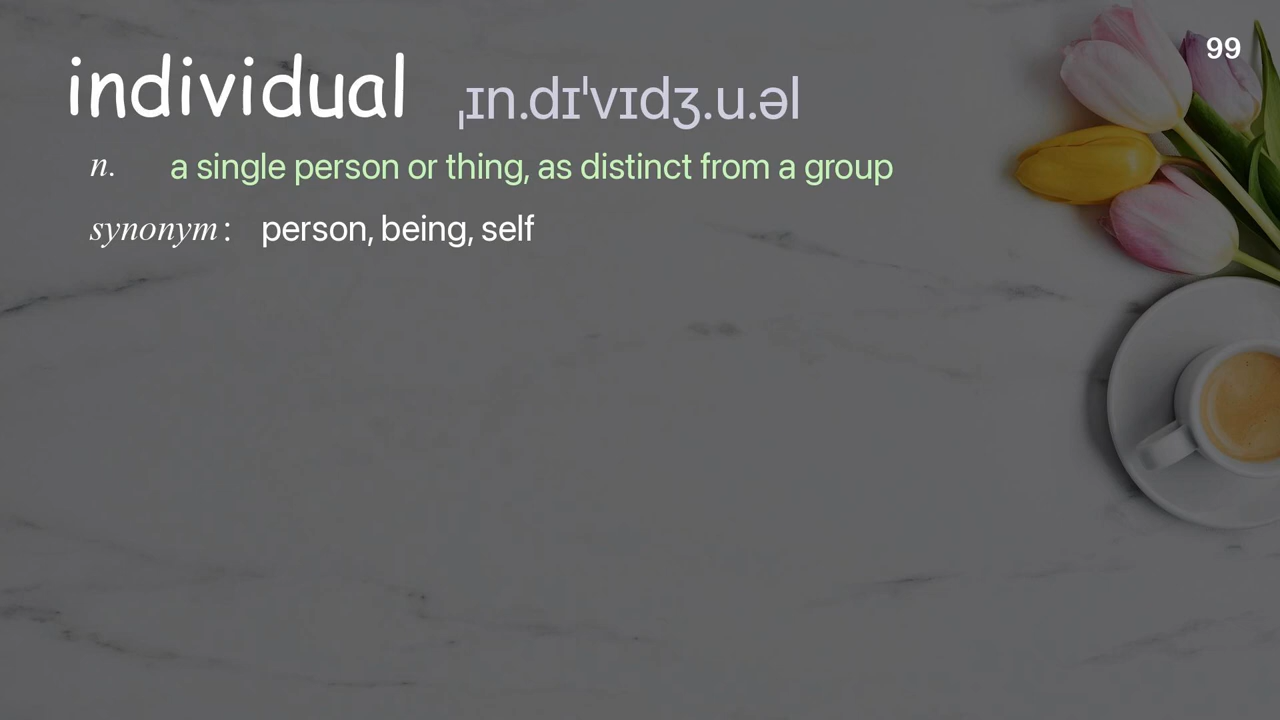 99
individual ˌɪn.dɪˈvɪdʒ.u.əl
n. a single person or thing, as distinct from a group
synonym: person, being, self